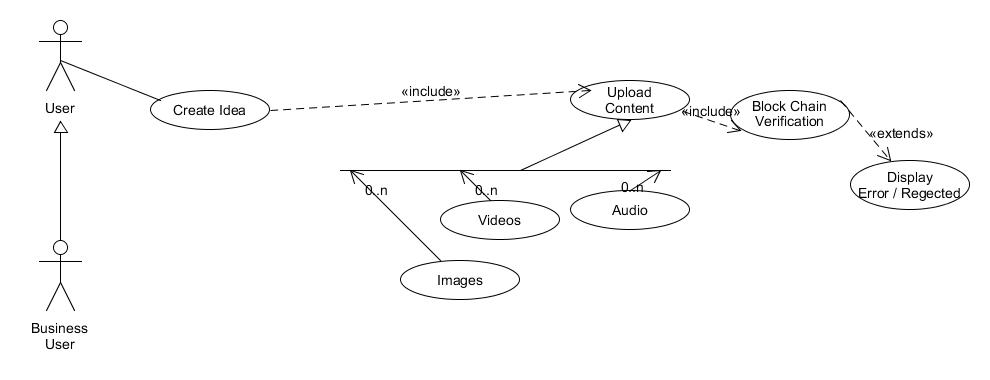 User
Create Idea
«include»
Upload
Content
«include»
Block Chain
Verification
«extends»
Display
Error / Regected
0..n
0..n
0..n
Videos
Audio
Images
Business
User